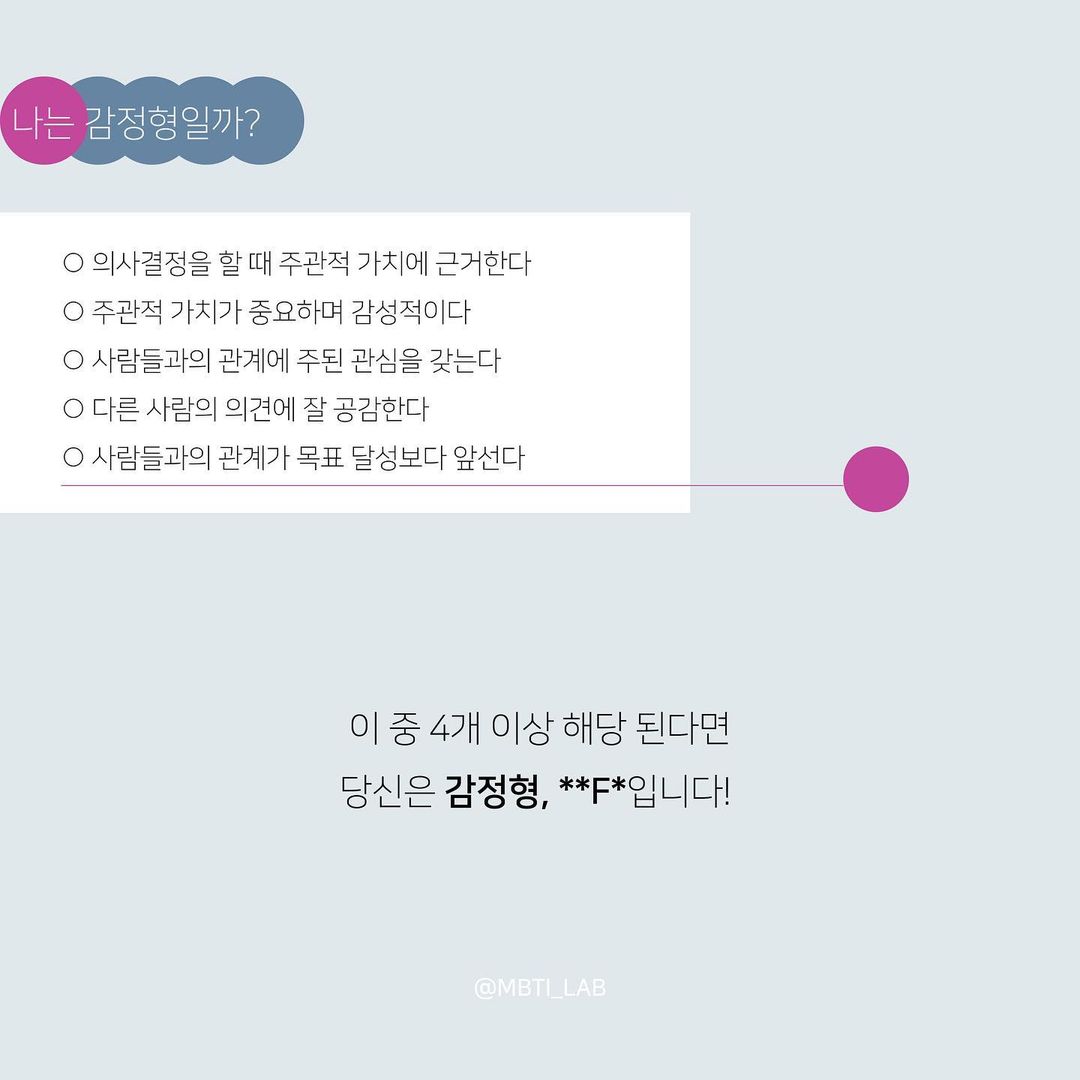 나는 감정형일까?
○ 의사결정을 할 때 주관적 가치에 근거한다
○ 주관적 가치가 중요하며 감성적이다
○ 사람들과의 관계에 주된 관심을 갖는다
○ 다른 사람의 의견에 잘 공감한다
○ 사람들과의 관계가 목표 달성보다 앞선다
이 중 4개 이상 해당 된다면
당신은 감정형, **F*입니다!
@MBTI_LAB